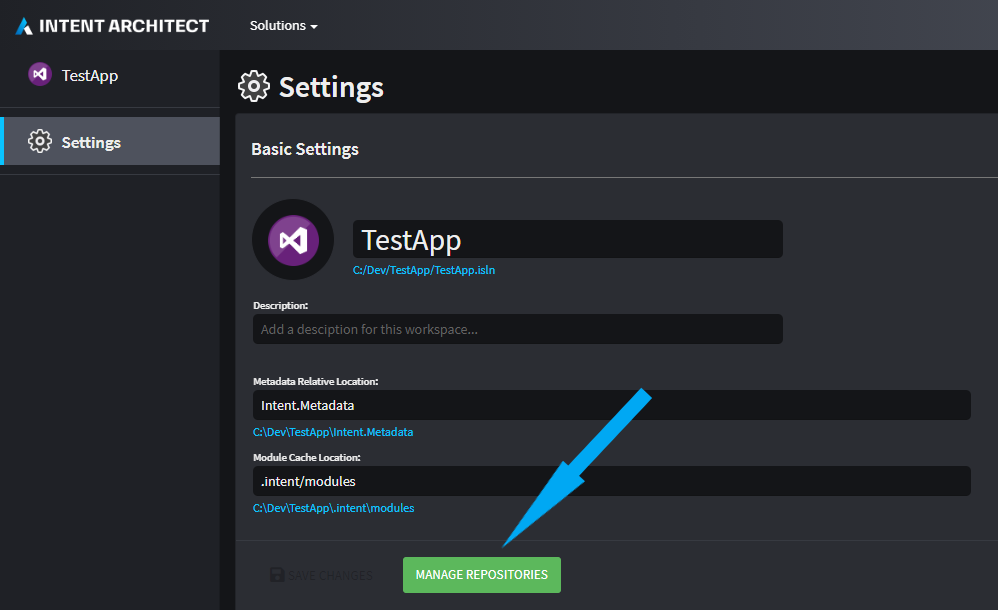 INTENT ARCHITECT
Solutions
TestApp
Settings
Settings
Basic Settings
TestApp
C:/Dev/TestApp/TestApp.isln
Description:
Add a desciption for this workspace...
Metadata Relative Location:
Intent.Metadata
C:\Dev\TestApp\Intent.Metadata
Module Cache Location:
.intent/modules
C:\Dev\TestApp\.intent\modules
SAVE CHANGES
MANAGE REPOSITORIES